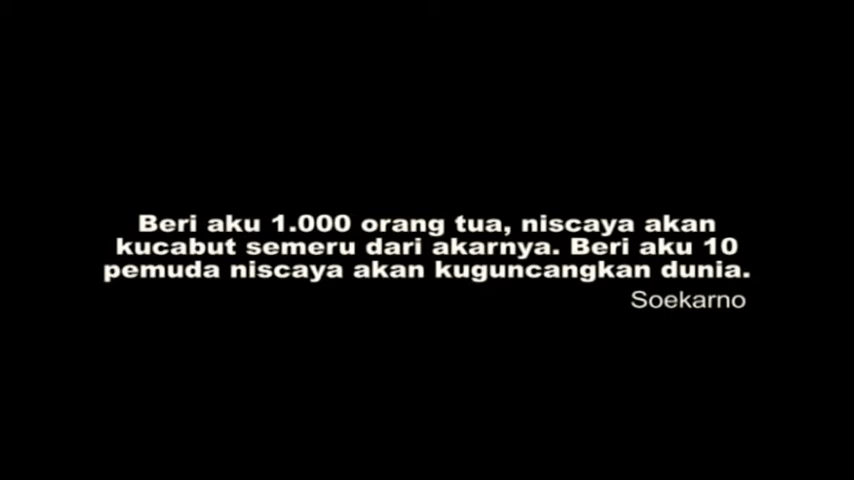 Beri aku 1.000 orang tua, niscaya akan
kucabut semeru dari akarnya. Beri aku 10
pemuda niscaya akan kuguncangkan dunia.
Soekarno